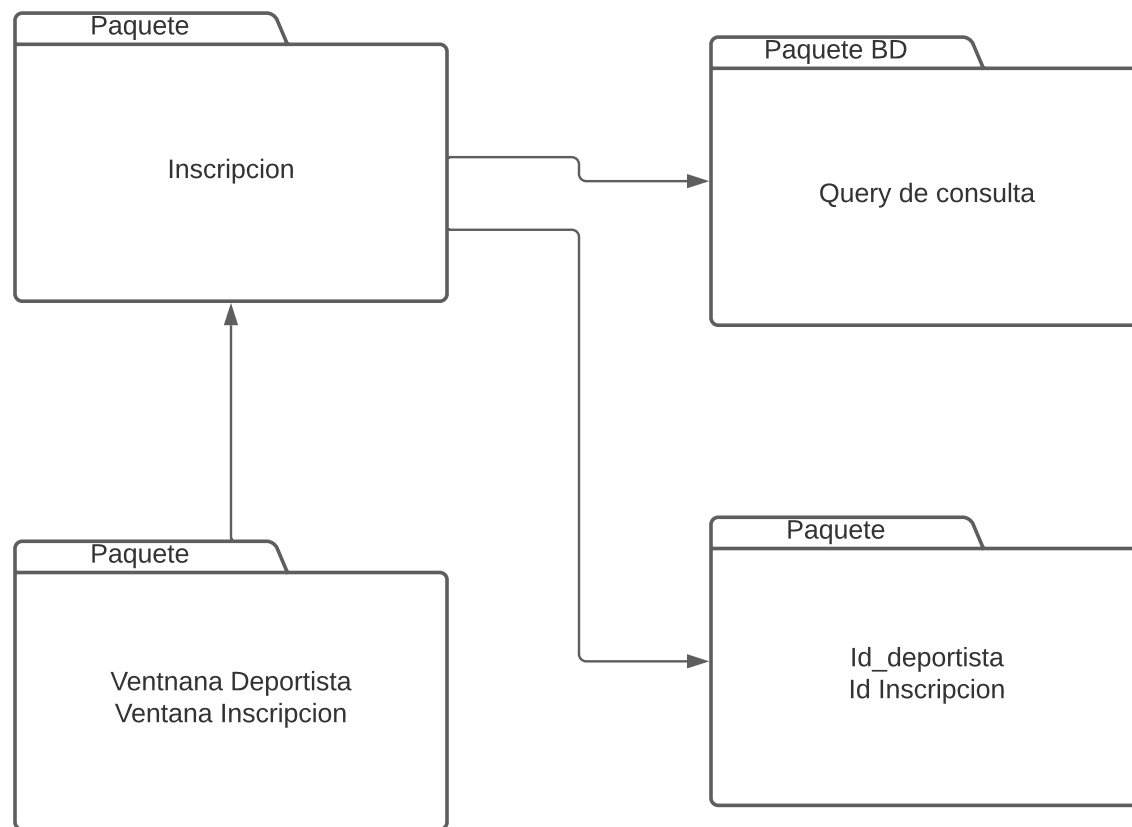 Paquete
Inscripcion
Paquete BD
Query de consulta
Paquete
Ventnana Deportista
Ventana Inscripcion
Paquete
Id_deportista
Id Inscripcion